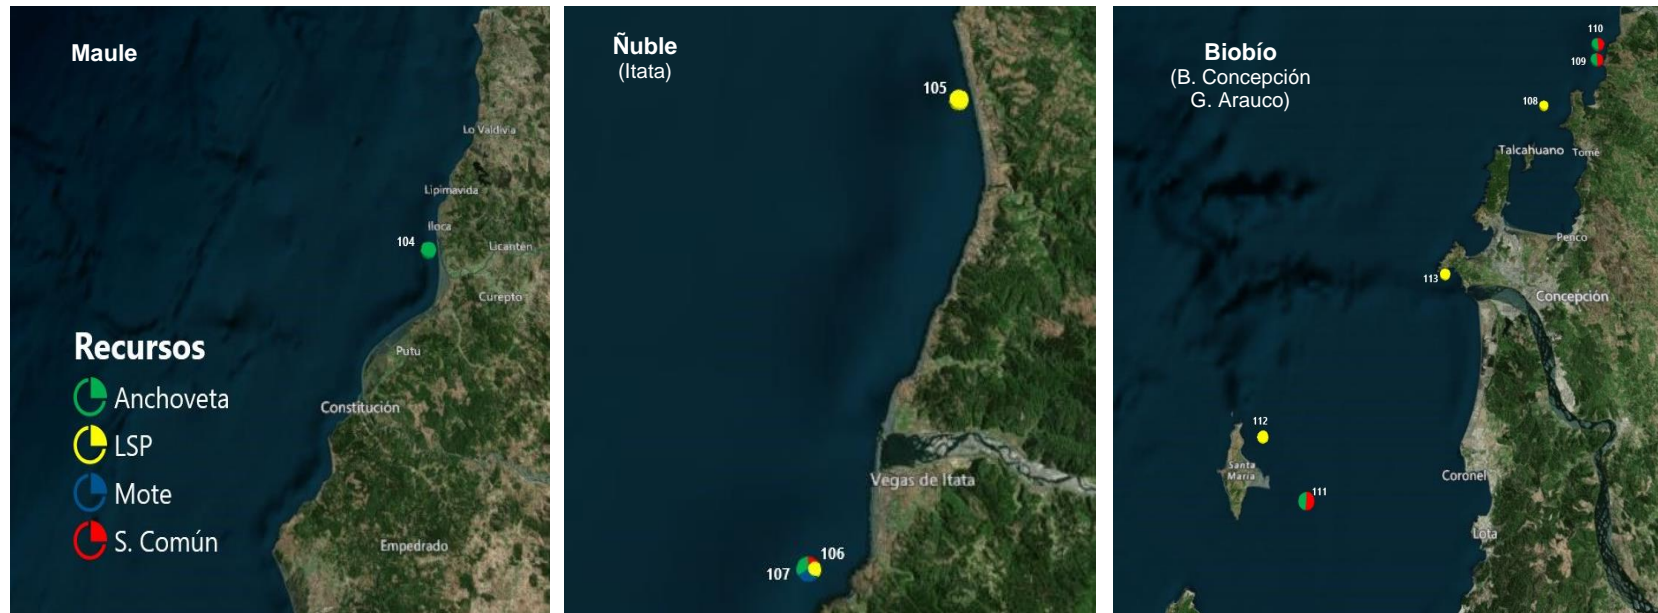 Maule
Lo Valdivia
Lipimavida
Iloca
104
Licantén
Curepto
Recursos
Putu
Anchoveta
Constitución
LSP
Mote
S. Común
Empedrado
Ñuble
(Itata)
105
Vegas de Itata
106
107
Biobío
(B. Concepción
G. Arauco)
110
109
108
Talcahuano
Tomé
Penco
113
Concepción
112
Santa
María
111
Coronel
Lota